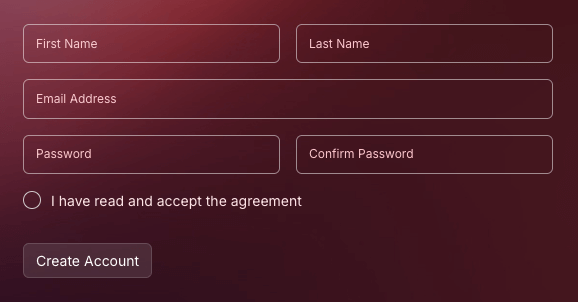 First Name
Last Name
Email Address
Password
Confirm Password
I have read and accept the agreement
Create Account